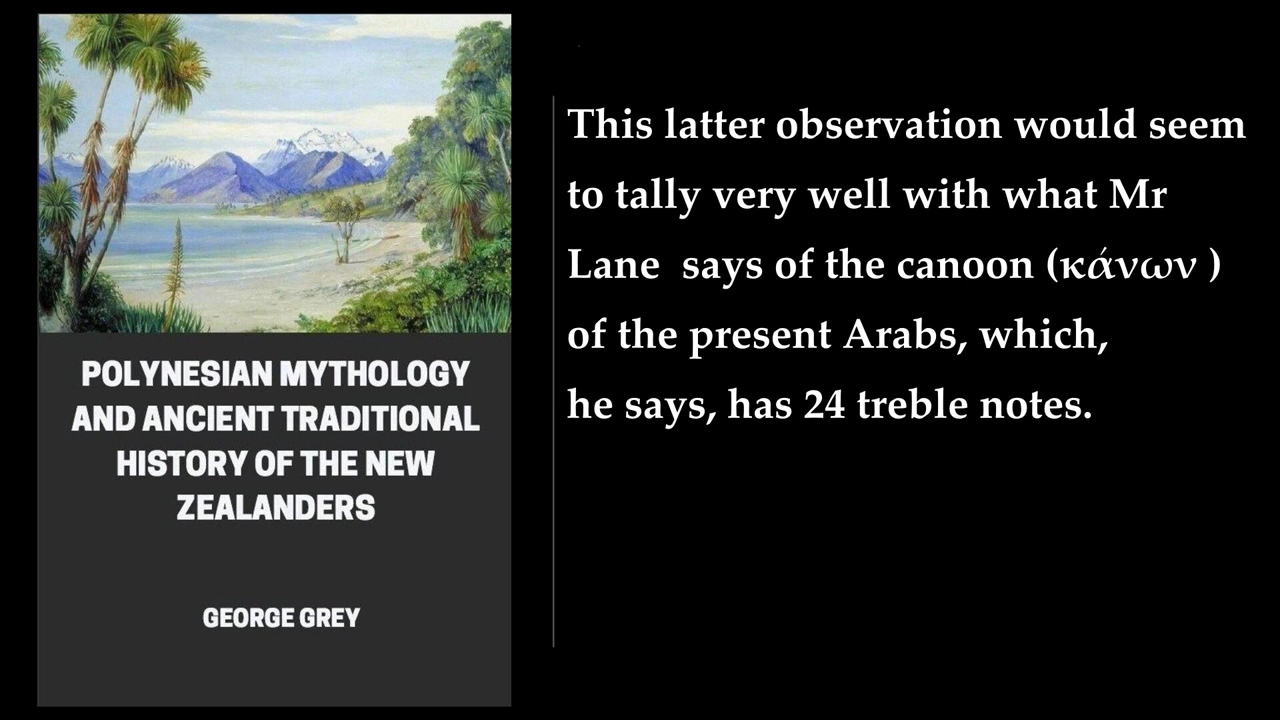 POLYNESIAN MYTHOLOGY
AND ANCIENT TRADITIONAL
HISTORY OF THE NEW
ZEALANDERS
GEORGE GREY
This latter observation would seem
to tally very well with what Mr
Lane  says of the canoon (κάνων )
of the present Arabs, which,
he says, has 24 treble notes.